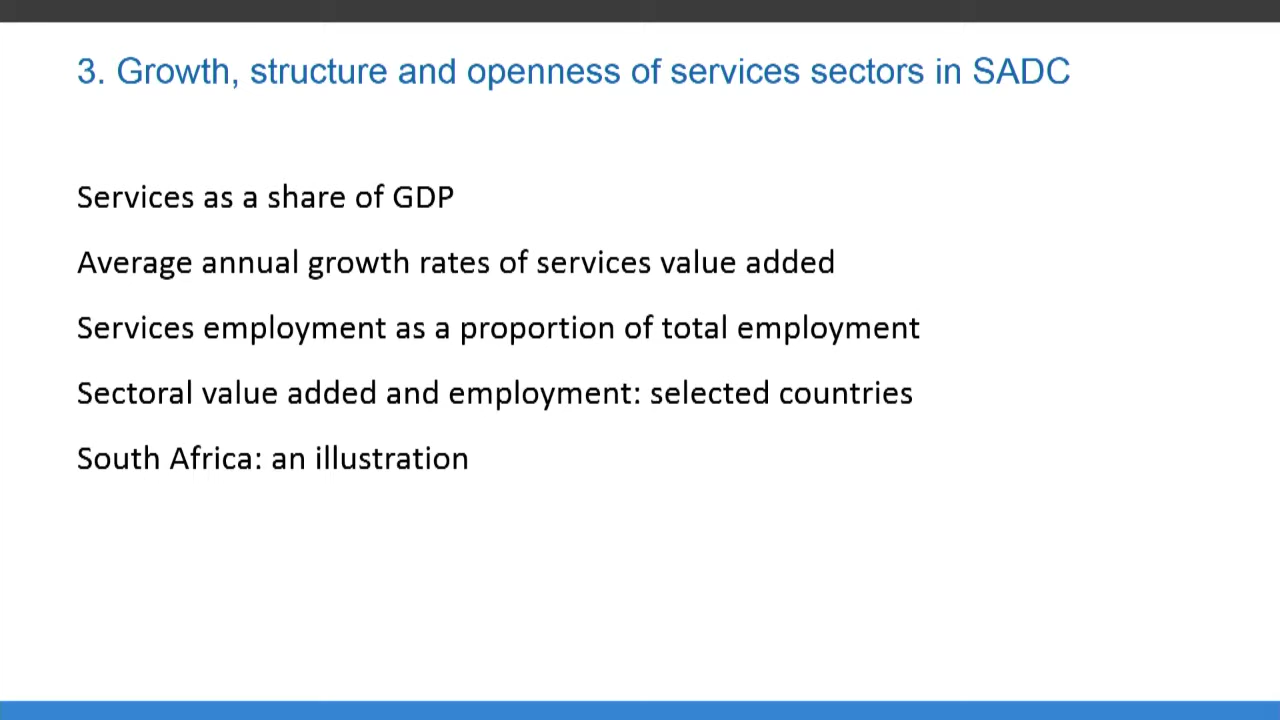 3. Growth, structure and openness of services sectors in SADC
Services as a share of GDP
Average annual growth rates of services value added
Services employment as a proportion of total employment
Sectoral value added and employment: selected countries
South Africa: an illustration